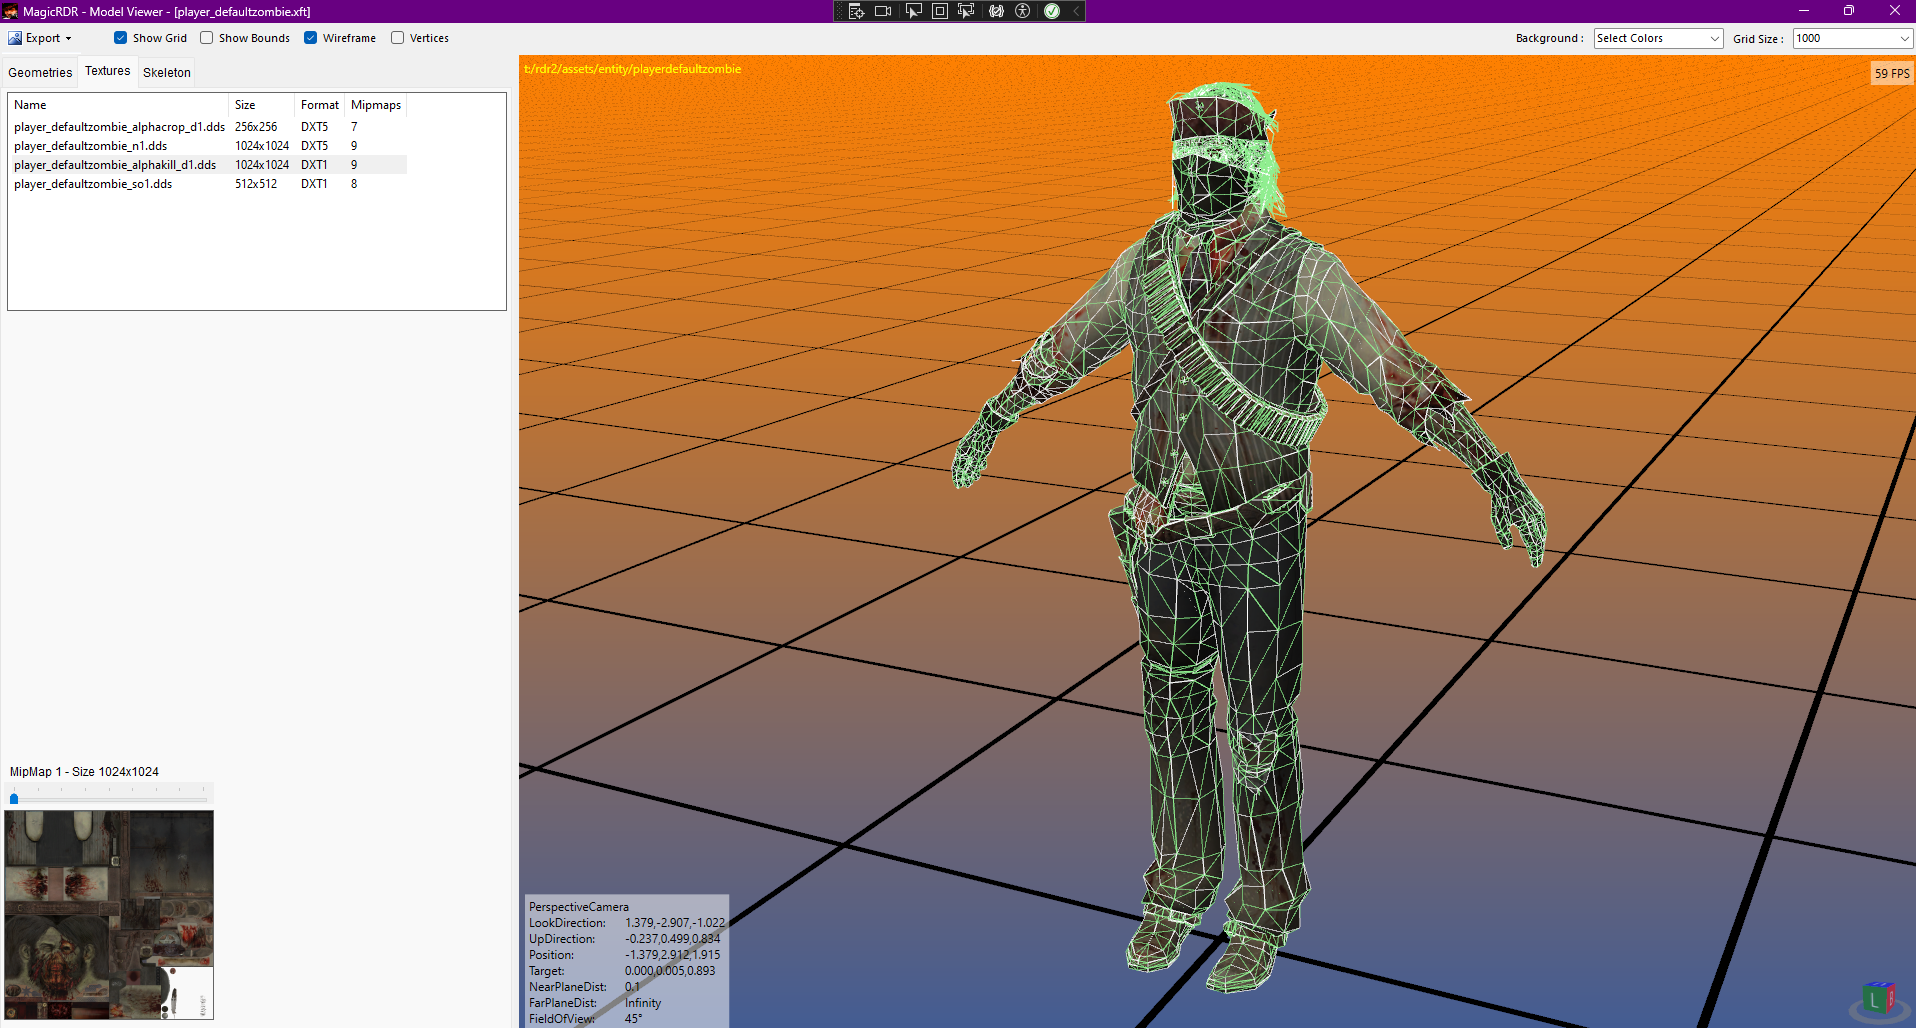 MagicRDR - Model Viewer - [player_defaultzombie.xft]
Export Show Grid Show Bounds Wireframe Vertices Background : Select Colors Grid Size : 1000
Geometries Textures Skeleton
Name Size Format Mipmaps
player_defaultzombie_alphacrop_d1.dds 256x256 DXT5 7
player_defaultzombie_n1.dds 1024x1024 DXT5 9
player_defaultzombie_alphakill_d1.dds 1024x1024 DXT1 9
player_defaultzombie_so1.dds 512x512 DXT1 8
MipMap 1 - Size 1024x1024
t:/rdr2/assets/entity/playerdefaultzombie
59 FPS
PerspectiveCamera
LookDirection: 1.379,-2.907,-1.022
UpDirection: -0.237,0.499,0.834
Position: -1.379,2.912,1.915
Target: 0.000,0.005,0.893
NearPlaneDist: 0.1
FarPlaneDist: Infinity
FieldOfView: 45°
L